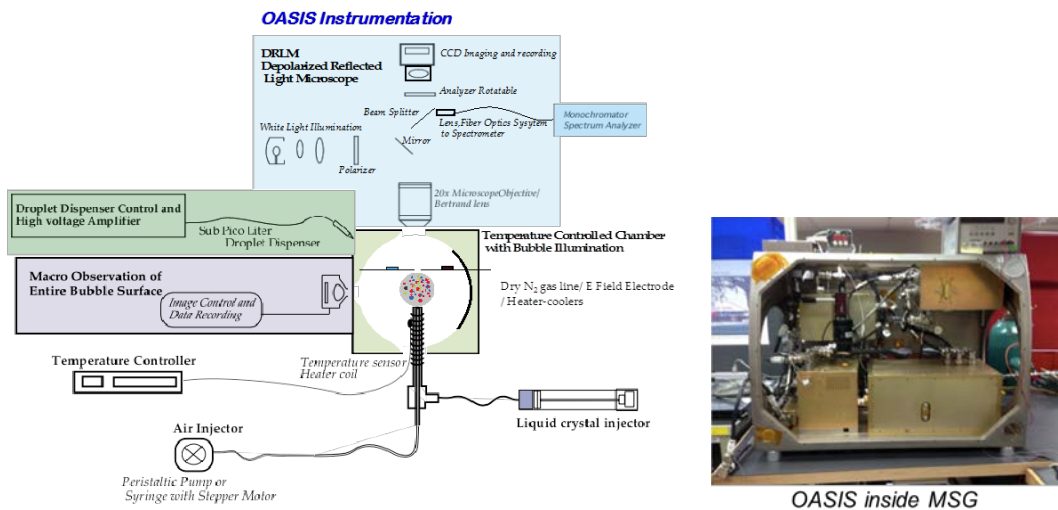 OASIS Instrumentation
DRLM
Depolarized Reflected
Light Microscope
CCD Imaging and recording
Analyzer Rotatable
Beam Splitter
Lens,Fiber Optics Sysytem
to Spectrometer
Monochromator
Spectrum Analyzer
White Light Illumination
Mirror
Polarizer
20x MicroscopeObjective/
Bertrand lens
Droplet Dispenser Control and
High voltage Amplifier
Sub Pico Liter
Droplet Dispenser
Temperature Controlled Chamber
with Bubble Illumination
Macro Observation of
Entire Bubble Surface
Image Control and
Data Recording
Dry N₂ gas line/ E Field Electrode
/ Heater-coolers
Temperature Controller
Temperature sensor
Heater coil
Liquid crystal injector
Air Injector
Peristaltic Pump or
Syringe with Stepper Motor
OASIS inside MSG